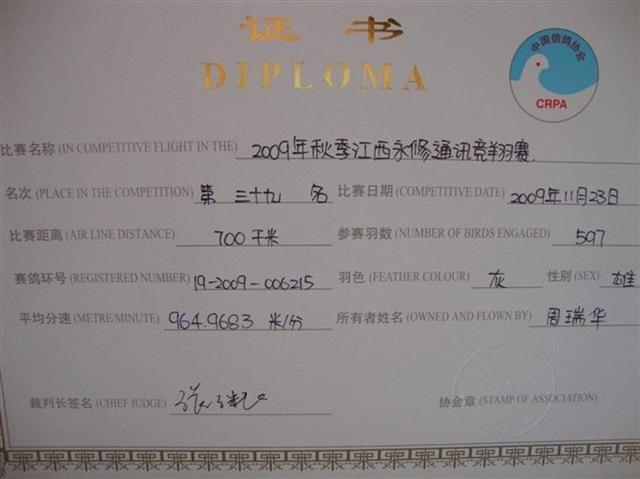 证书
DIPLOMA
中国信鸽协会
CRPA
比赛名称 (IN COMPETITIVE FLIGHT IN THE) 2009年秋季江西永修通讯竞翔赛
名次 (PLACE IN THE COMPETITION) 第 三十九 名 比赛日期 (COMPETITIVE DATE) 2009年11月23日
比赛距离 (AIR LINE DISTANCE) 700 千米 参赛羽数 (NUMBER OF BIRDS ENGAGED) 597
赛鸽环号 (REGISTERED NUMBER) 19-2009-006215 羽色 (FEATHER COLOUR) 灰 性别 (SEX) 雄
平均分速 (METRE/MINUTE) 964.9683 米/分 所有者姓名 (OWNED AND FLOWN BY) 周瑞华
裁判长签名 (CHIEF JUDGE) 协会章 (STAMP OF ASSOCIATION)